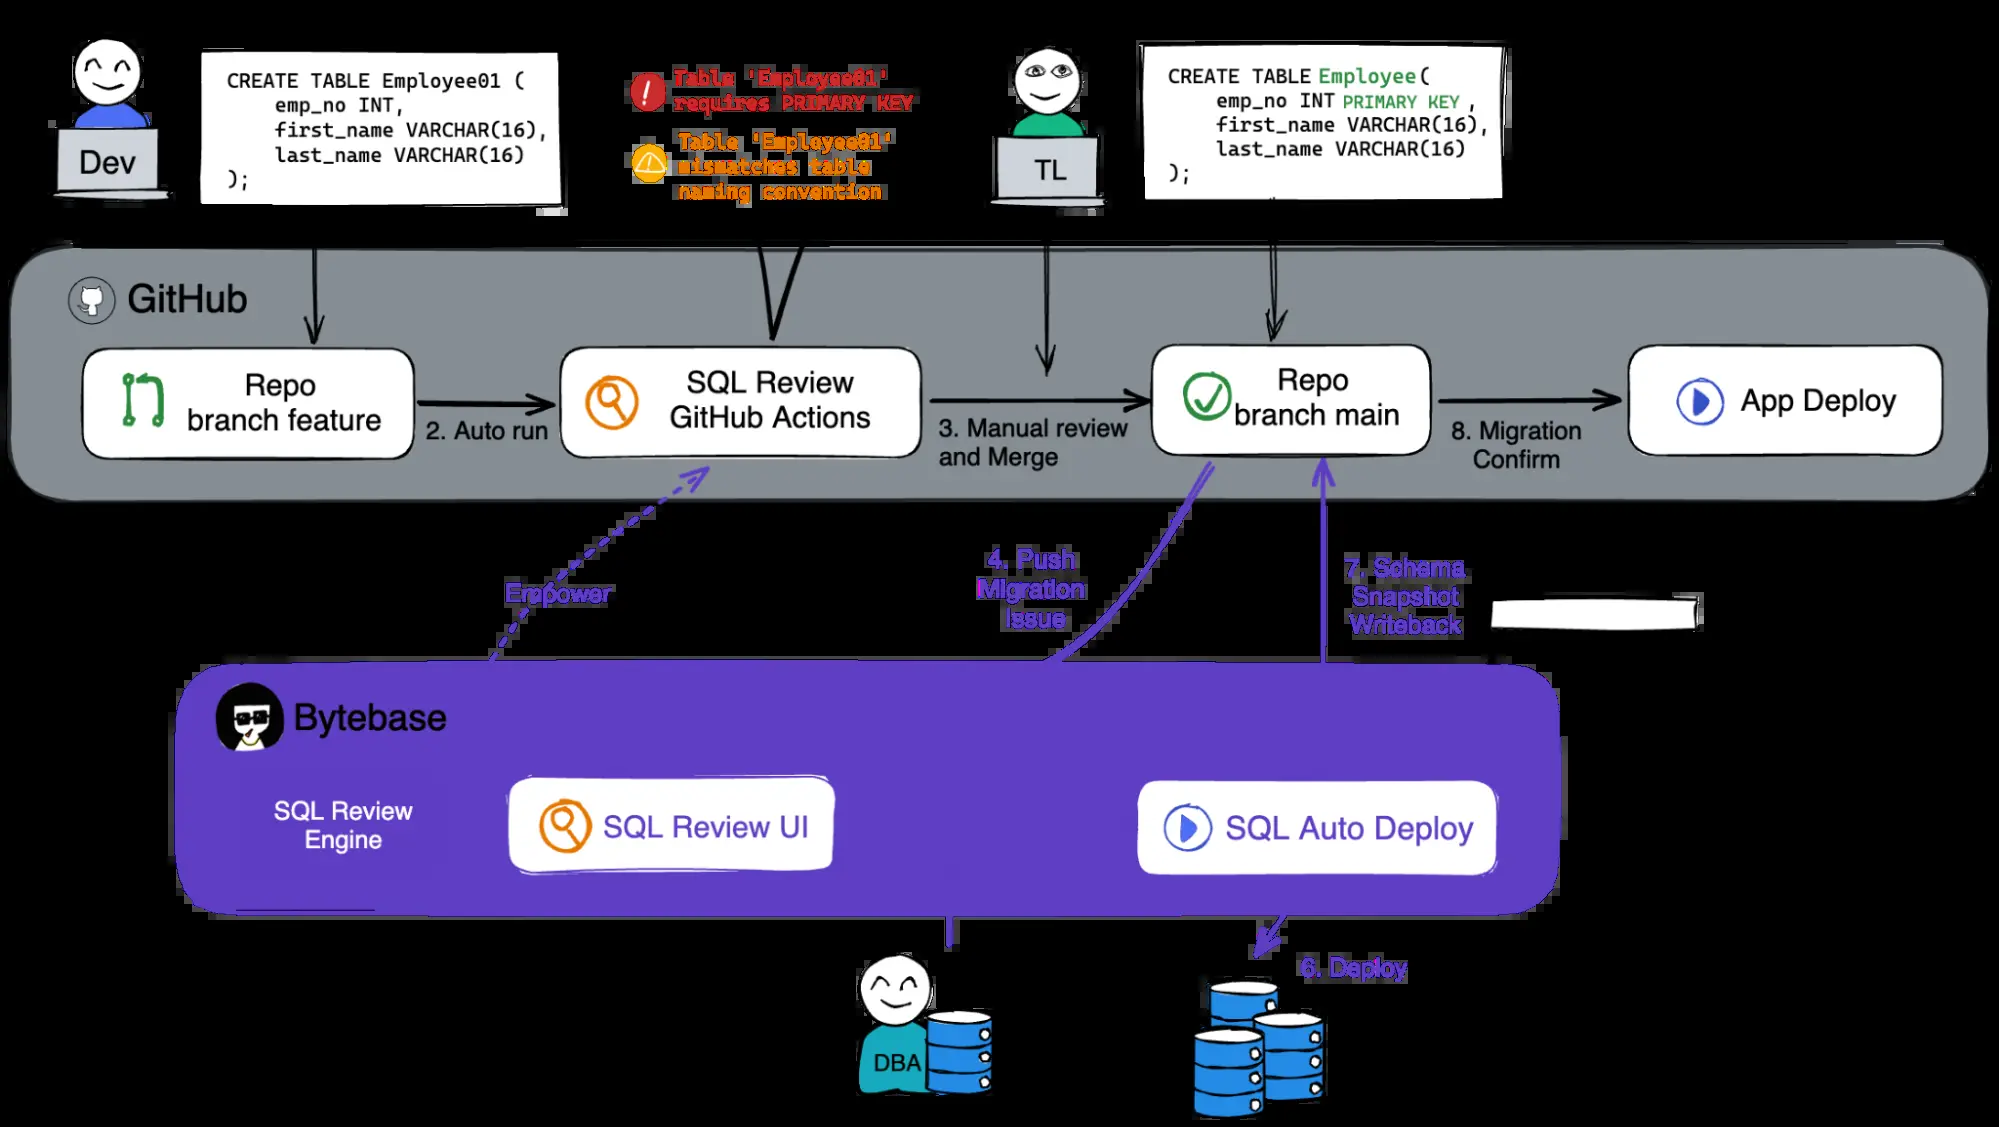 Dev
CREATE TABLE Employee01 (
emp_no INT,
first_name VARCHAR(16),
last_name VARCHAR(16)
);
Table 'Employee01'
requires PRIMARY KEY
Table 'Employee01'
mismatches table
naming convention
TL
CREATE TABLE Employee(
emp_no INT PRIMARY KEY ,
first_name VARCHAR(16),
last_name VARCHAR(16)
);
GitHub
Repo
branch feature
2. Auto run
SQL Review
GitHub Actions
3. Manual review
and Merge
Repo
branch main
8. Migration
Confirm
App Deploy
Empower
4. Push
Migration
Issue
7. Schema
Snapshot
Writeback
Bytebase
SQL Review
Engine
SQL Review UI
SQL Auto Deploy
6. Deploy
DBA